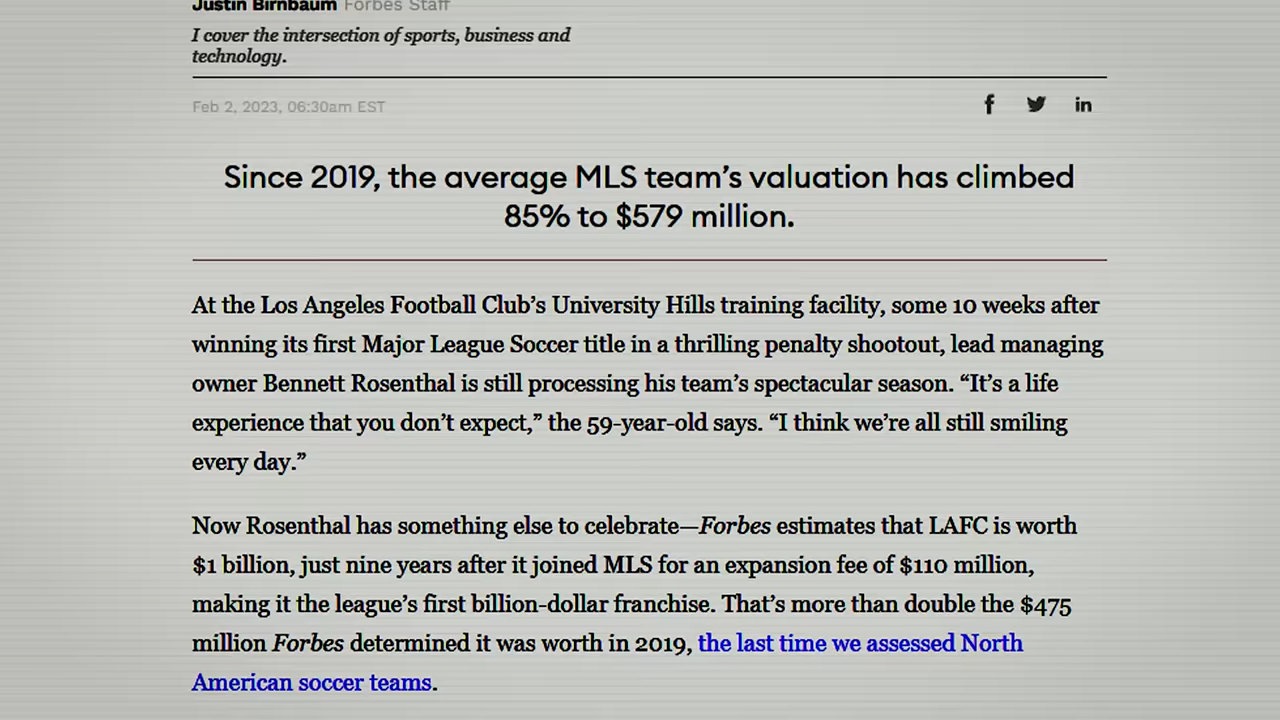 Justin Birnbaum Forbes Staff
I cover the intersection of sports, business and
technology.
Feb 2, 2023, 06:30am EST
Since 2019, the average MLS team’s valuation has climbed
85% to $579 million.
At the Los Angeles Football Club’s University Hills training facility, some 10 weeks after
winning its first Major League Soccer title in a thrilling penalty shootout, lead managing
owner Bennett Rosenthal is still processing his team’s spectacular season. “It’s a life
experience that you don’t expect,” the 59-year-old says. “I think we’re all still smiling
every day.”
Now Rosenthal has something else to celebrate—Forbes estimates that LAFC is worth
$1 billion, just nine years after it joined MLS for an expansion fee of $110 million,
making it the league’s first billion-dollar franchise. That’s more than double the $475
million Forbes determined it was worth in 2019, the last time we assessed North
American soccer teams.